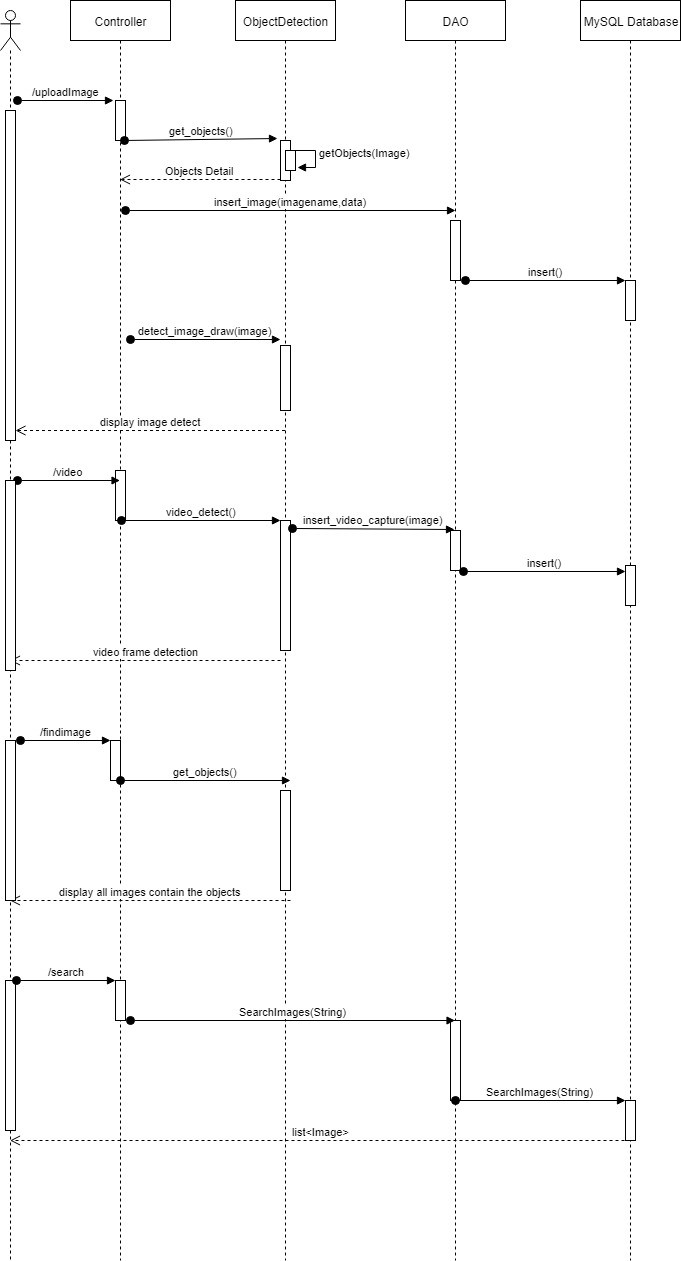 Controller
ObjectDetection
DAO
MySQL Database
/uploadImage
get_objects()
getObjects(Image)
Objects Detail
insert_image(imagename,data)
insert()
detect_image_draw(image)
display image detect
/video
video_detect()
insert_video_capture(image)
insert()
video frame detection
/findimage
get_objects()
display all images contain the objects
/search
SearchImages(String)
SearchImages(String)
list<Image>